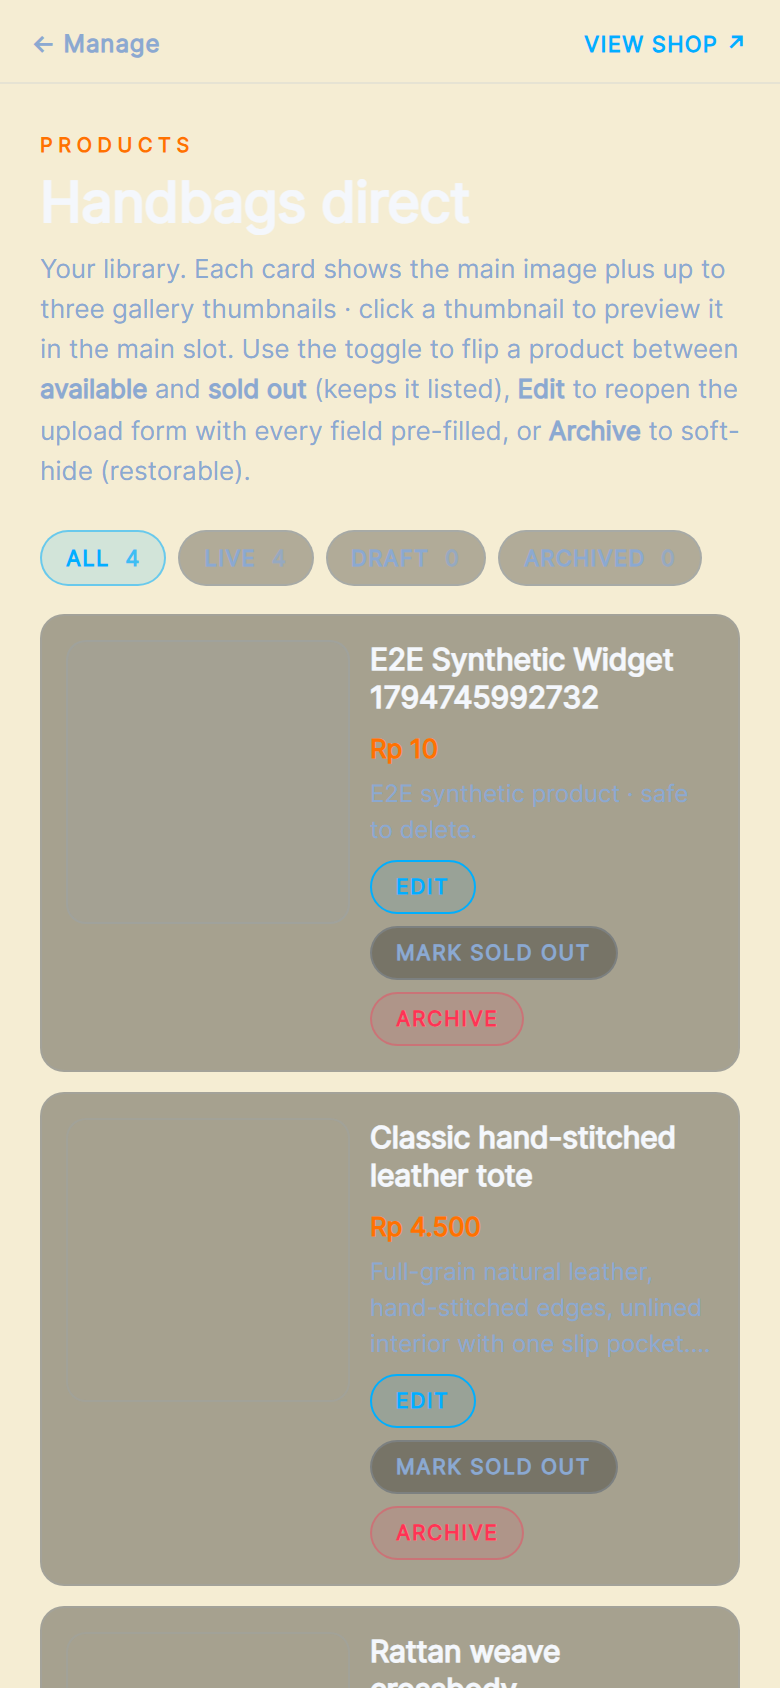 ← Manage
VIEW SHOP ↗
PRODUCTS
Handbags direct
Your library. Each card shows the main image plus up to
three gallery thumbnails · click a thumbnail to preview it
in the main slot. Use the toggle to flip a product between
available and sold out (keeps it listed), Edit to reopen the
upload form with every field pre-filled, or Archive to soft-
hide (restorable).
ALL 4 LIVE 4 DRAFT 0 ARCHIVED 0
E2E Synthetic Widget
1794745992732
Rp 10
E2E synthetic product · safe
to delete.
EDIT
MARK SOLD OUT
ARCHIVE
Classic hand-stitched
leather tote
Rp 4.500
Full-grain natural leather,
hand-stitched edges, unlined
interior with one slip pocket....
EDIT
MARK SOLD OUT
ARCHIVE
Rattan weave
crossbody